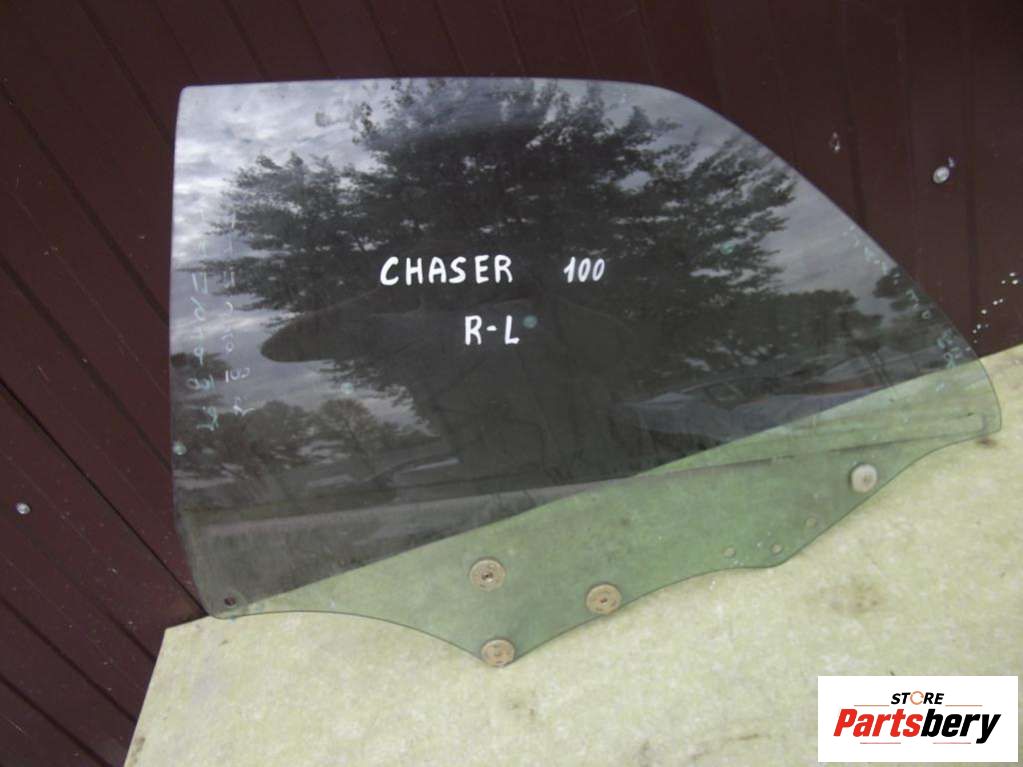 CHASER 100
R-L
STORE
Partsbery